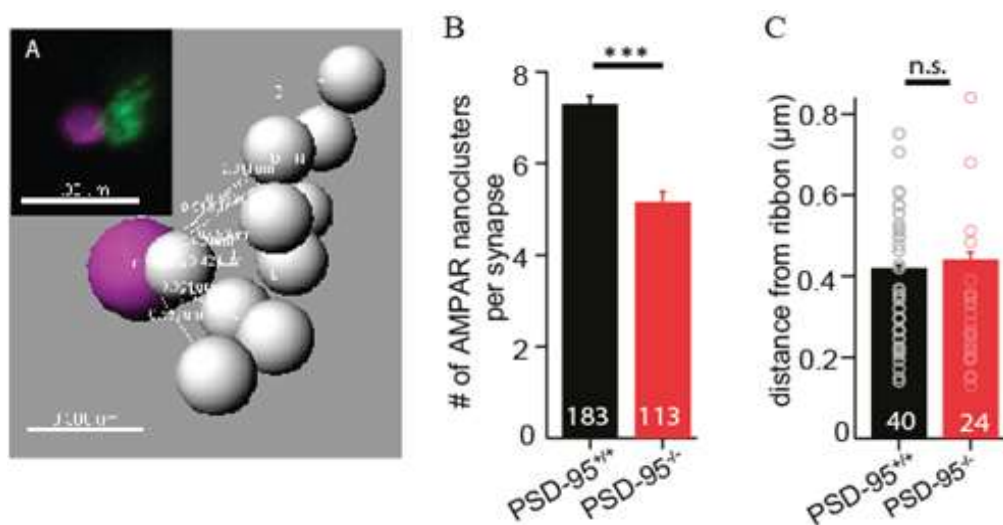 A
B
***
# of AMPAR nanoclusters
per synapse
8
6
4
2
0
183
113
PSD-95+/+
PSD-95-/-
C
n.s.
distance from ribbon (µm)
0.8
0.6
0.4
0.2
0
40
24
PSD-95+/+
PSD-95-/-